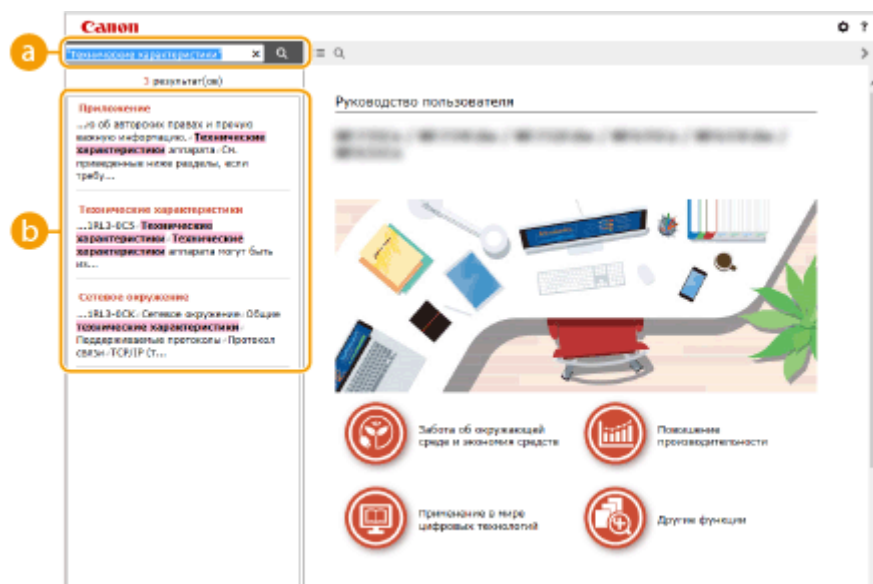 Canon
?
a
"Технические характеристики"
×
3 результат(ов)
b
Приложение
...ю об авторских правах и прочую
важную информацию. Технические
характеристики аппарата См.
приведенные ниже разделы, если
требу...
Технические характеристики
...1RL3-0C5 Технические
характеристики Технические
характеристики аппарата могут быть
из...
Сетевое окружение
...1RL3-0CK Сетевое окружение Общие
технические характеристики
Поддерживаемые протоколы Протокол
связи TCP/IP (т...
Руководство пользователя
Забота об окружающей
среде и экономия средств
Повышение
производительности
Применение в мире
цифровых технологий
Другие функции